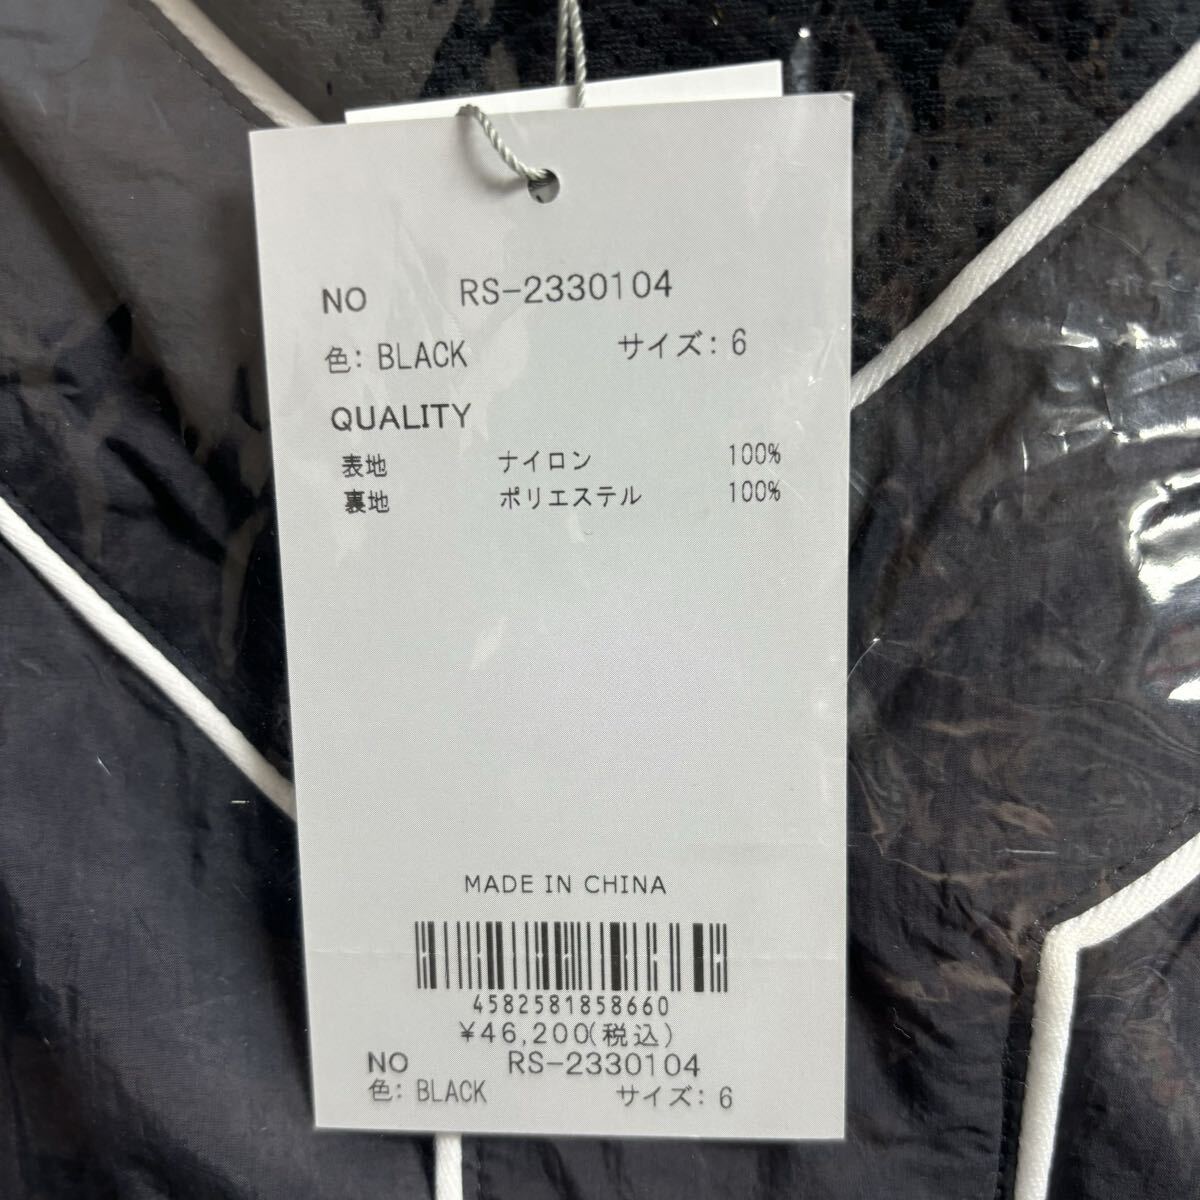 NO RS-2330104
色: BLACK サイズ: 6
QUALITY
表地 ナイロン 100%
裏地 ポリエステル 100%
MADE IN CHINA
4582581858660
¥46,200(税込)
NO RS-2330104
色: BLACK サイズ: 6